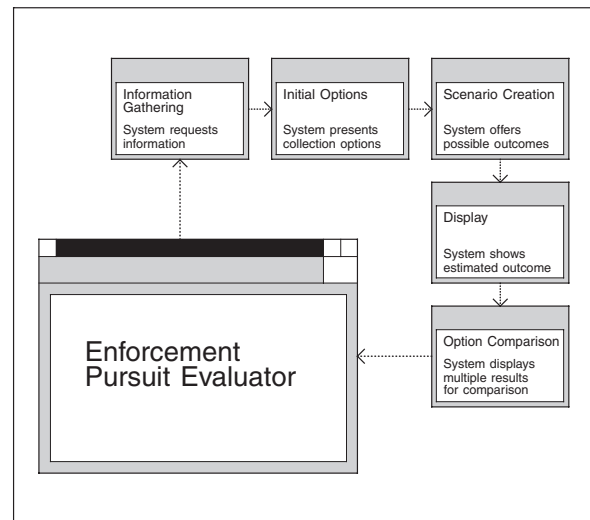 Information
Gathering
System requests
information
Initial Options
System presents
collection options
Scenario Creation
System offers
possible outcomes
Display
System shows
estimated outcome
Option Comparison
System displays
multiple results
for comparison
Enforcement
Pursuit Evaluator